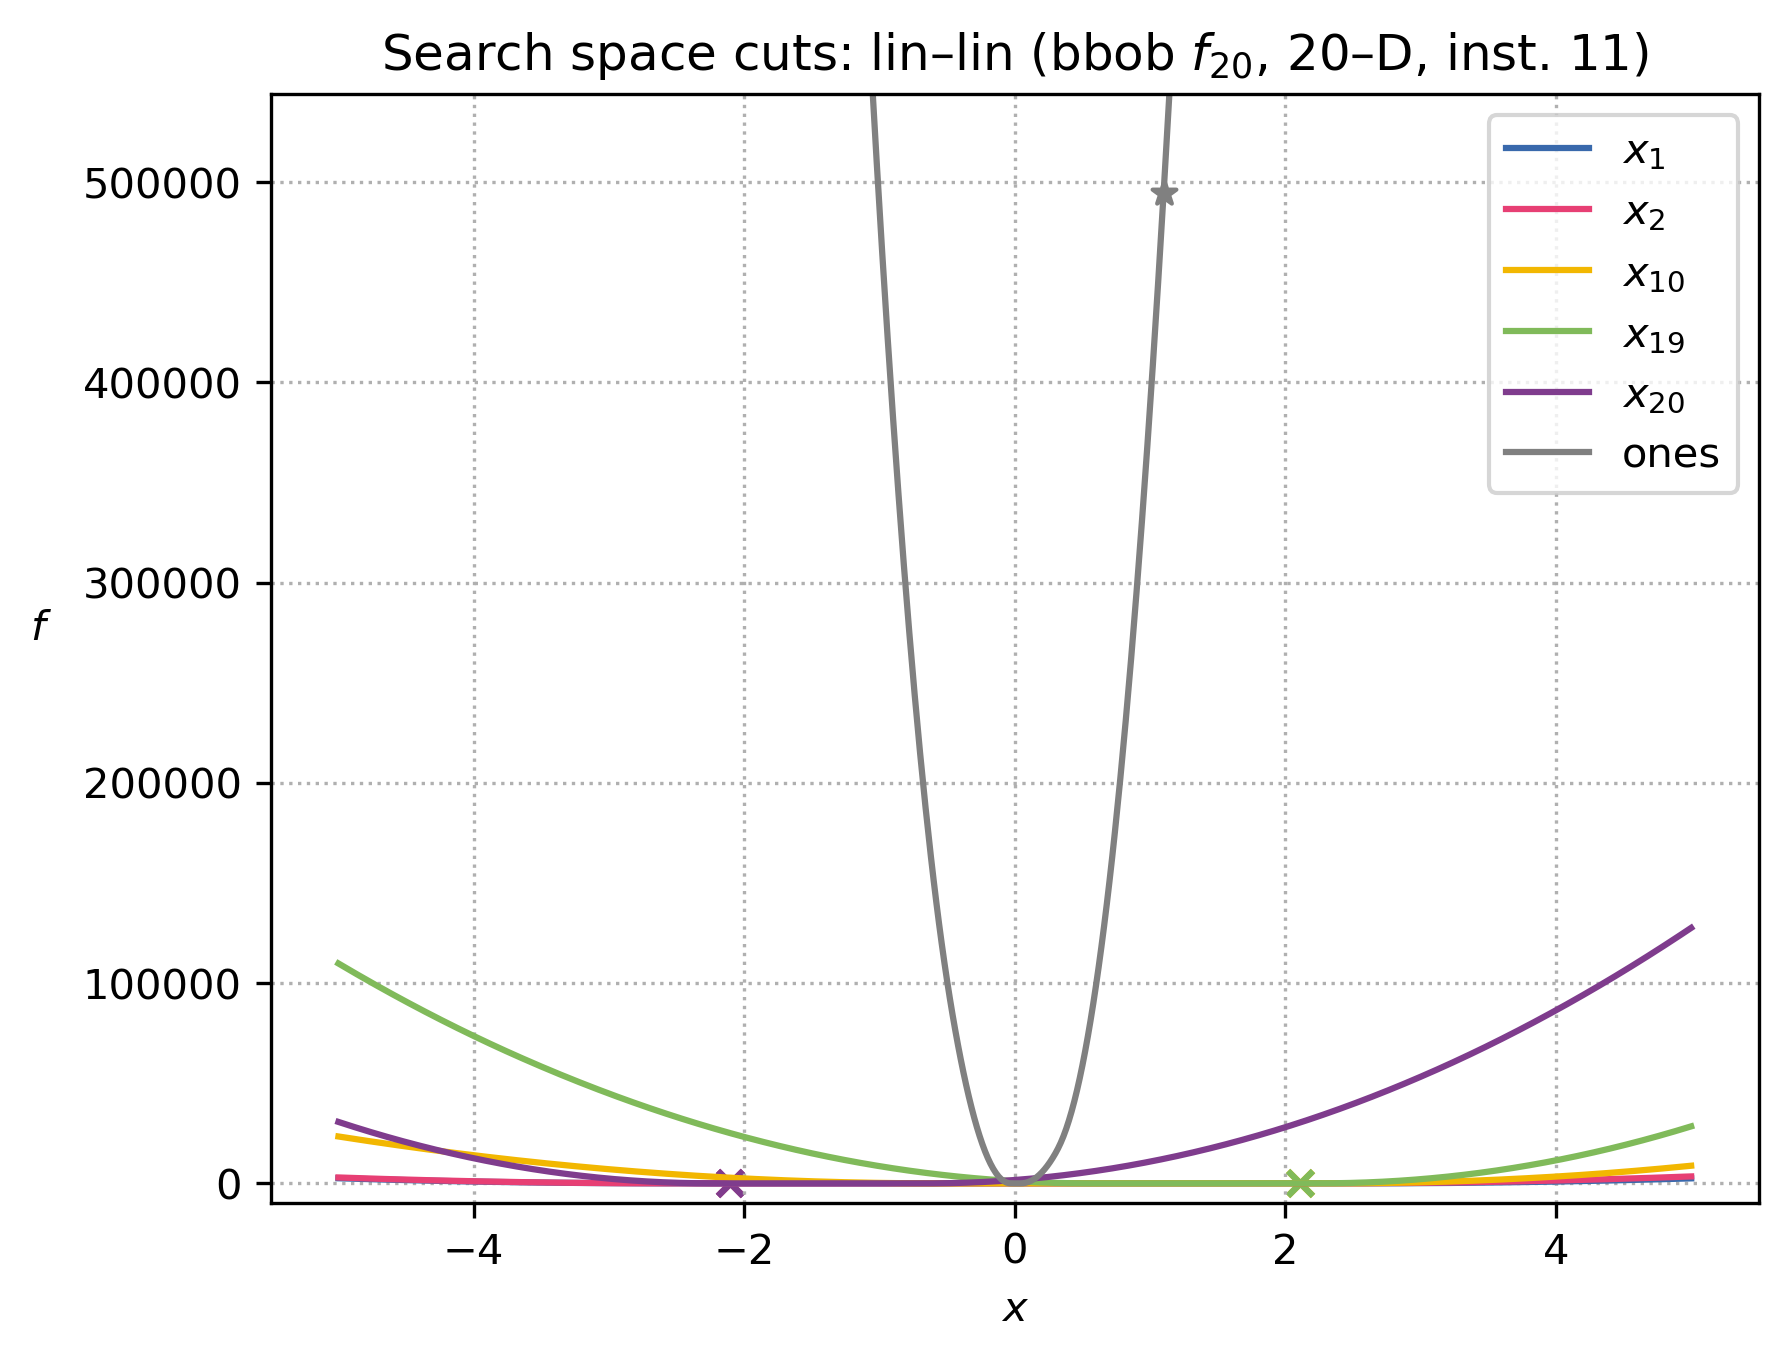 Search space cuts: lin–lin (bbob f₂₀, 20–D, inst. 11)
500000
400000
300000
200000
100000
0
f
−4
−2
0
2
4
x
x₁
x₂
x₁₀
x₁₉
x₂₀
ones